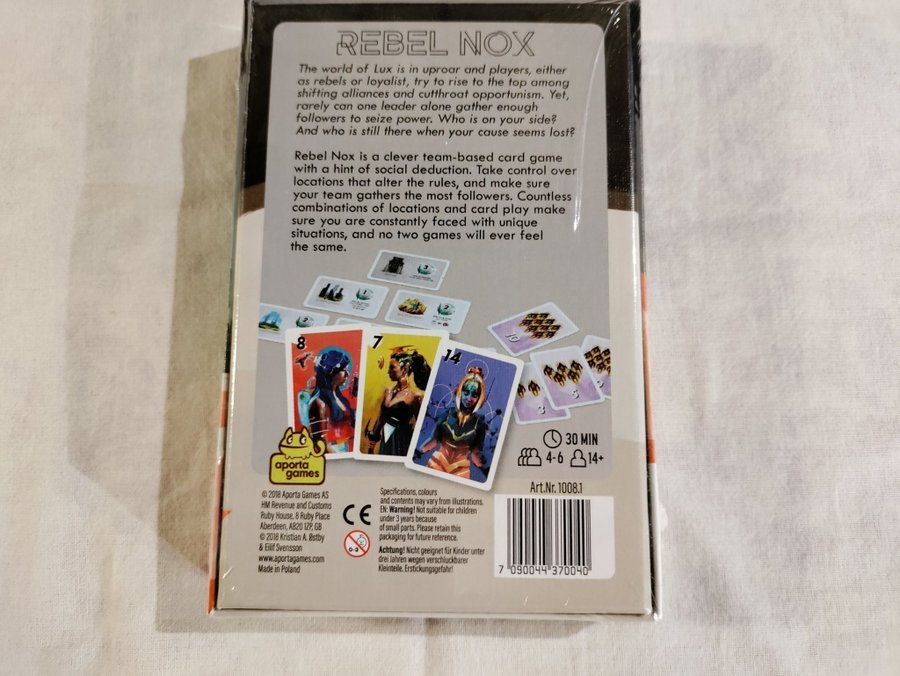 REBEL NOX
The world of Lux is in uproar and players, either
as rebels or loyalist, try to rise to the top among
shifting alliances and cutthroat opportunism. Yet,
rarely can one leader alone gather enough
followers to seize power. Who is on your side?
And who is still there when your cause seems lost?
Rebel Nox is a clever team-based card game
with a hint of social deduction. Take control over
locations that alter the rules, and make sure
your team gathers the most followers. Countless
combinations of locations and card play make
sure you are constantly faced with unique
situations, and no two games will ever feel
the same.
8
7
14
10
3
5
30 MIN
4-6 14+
aporta
games
Art.Nr. 1008.1
© 2018 Aporta Games AS
HM Revenue and Customs
Ruby House, 8 Ruby Place
Aberdeen, AB20 1ZP, GB
© 2018 Kristian A. Østby
& Eilif Svensson
www.aportagames.com
Made in Poland
CE
0-3
Specifications, colours
and contents may vary from illustrations.
EN: Warning! Not suitable for children
under 3 years because
of small parts. Please retain this
packaging for future reference.
Achtung! Nicht geeignet für Kinder unter
drei Jahren wegen verschluckbarer
Kleinteile. Erstickungsgefahr!
7 090044 370040